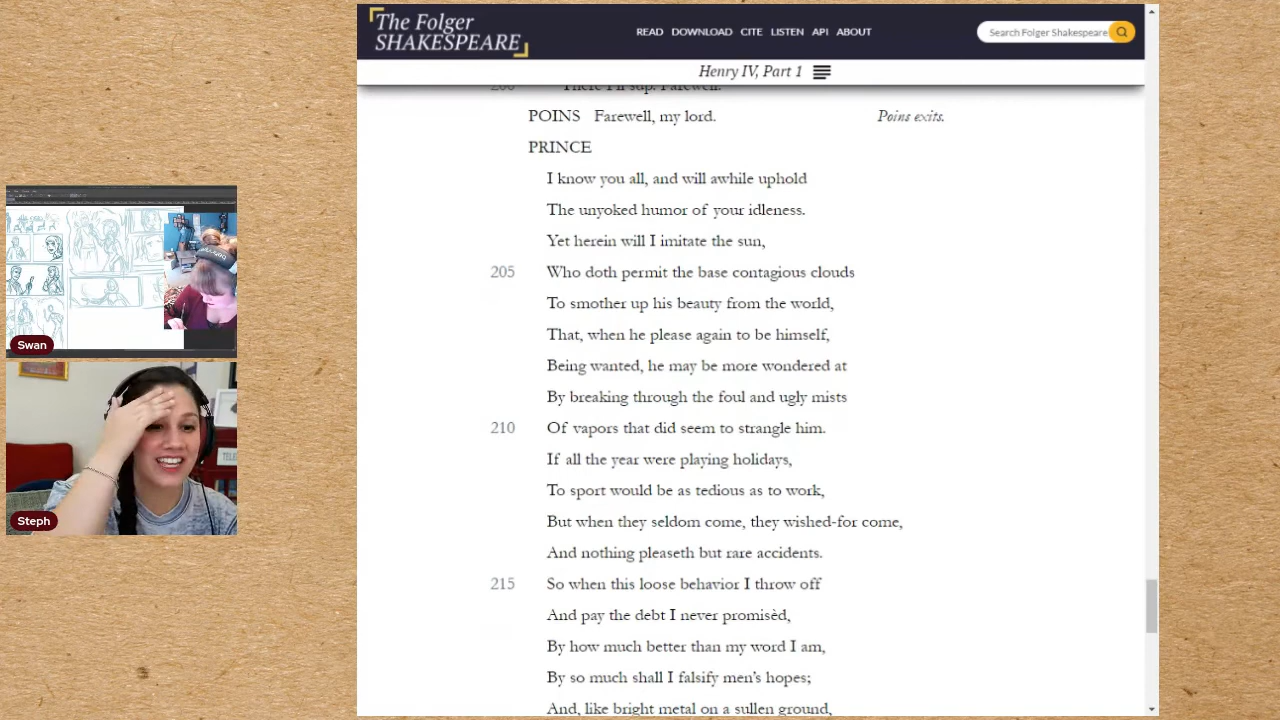 The Folger
SHAKESPEARE
READ DOWNLOAD CITE LISTEN API ABOUT
Search Folger Shakespeare
Henry IV, Part 1
200 There I'll sup. Farewell.
POINS Farewell, my lord. Poins exits.
PRINCE
I know you all, and will awhile uphold
The unyoked humor of your idleness.
Yet herein will I imitate the sun,
205 Who doth permit the base contagious clouds
To smother up his beauty from the world,
That, when he please again to be himself,
Being wanted, he may be more wondered at
By breaking through the foul and ugly mists
210 Of vapors that did seem to strangle him.
If all the year were playing holidays,
To sport would be as tedious as to work,
But when they seldom come, they wished-for come,
And nothing pleaseth but rare accidents.
215 So when this loose behavior I throw off
And pay the debt I never promisèd,
By how much better than my word I am,
By so much shall I falsify men's hopes;
And, like bright metal on a sullen ground,
Swan
Steph